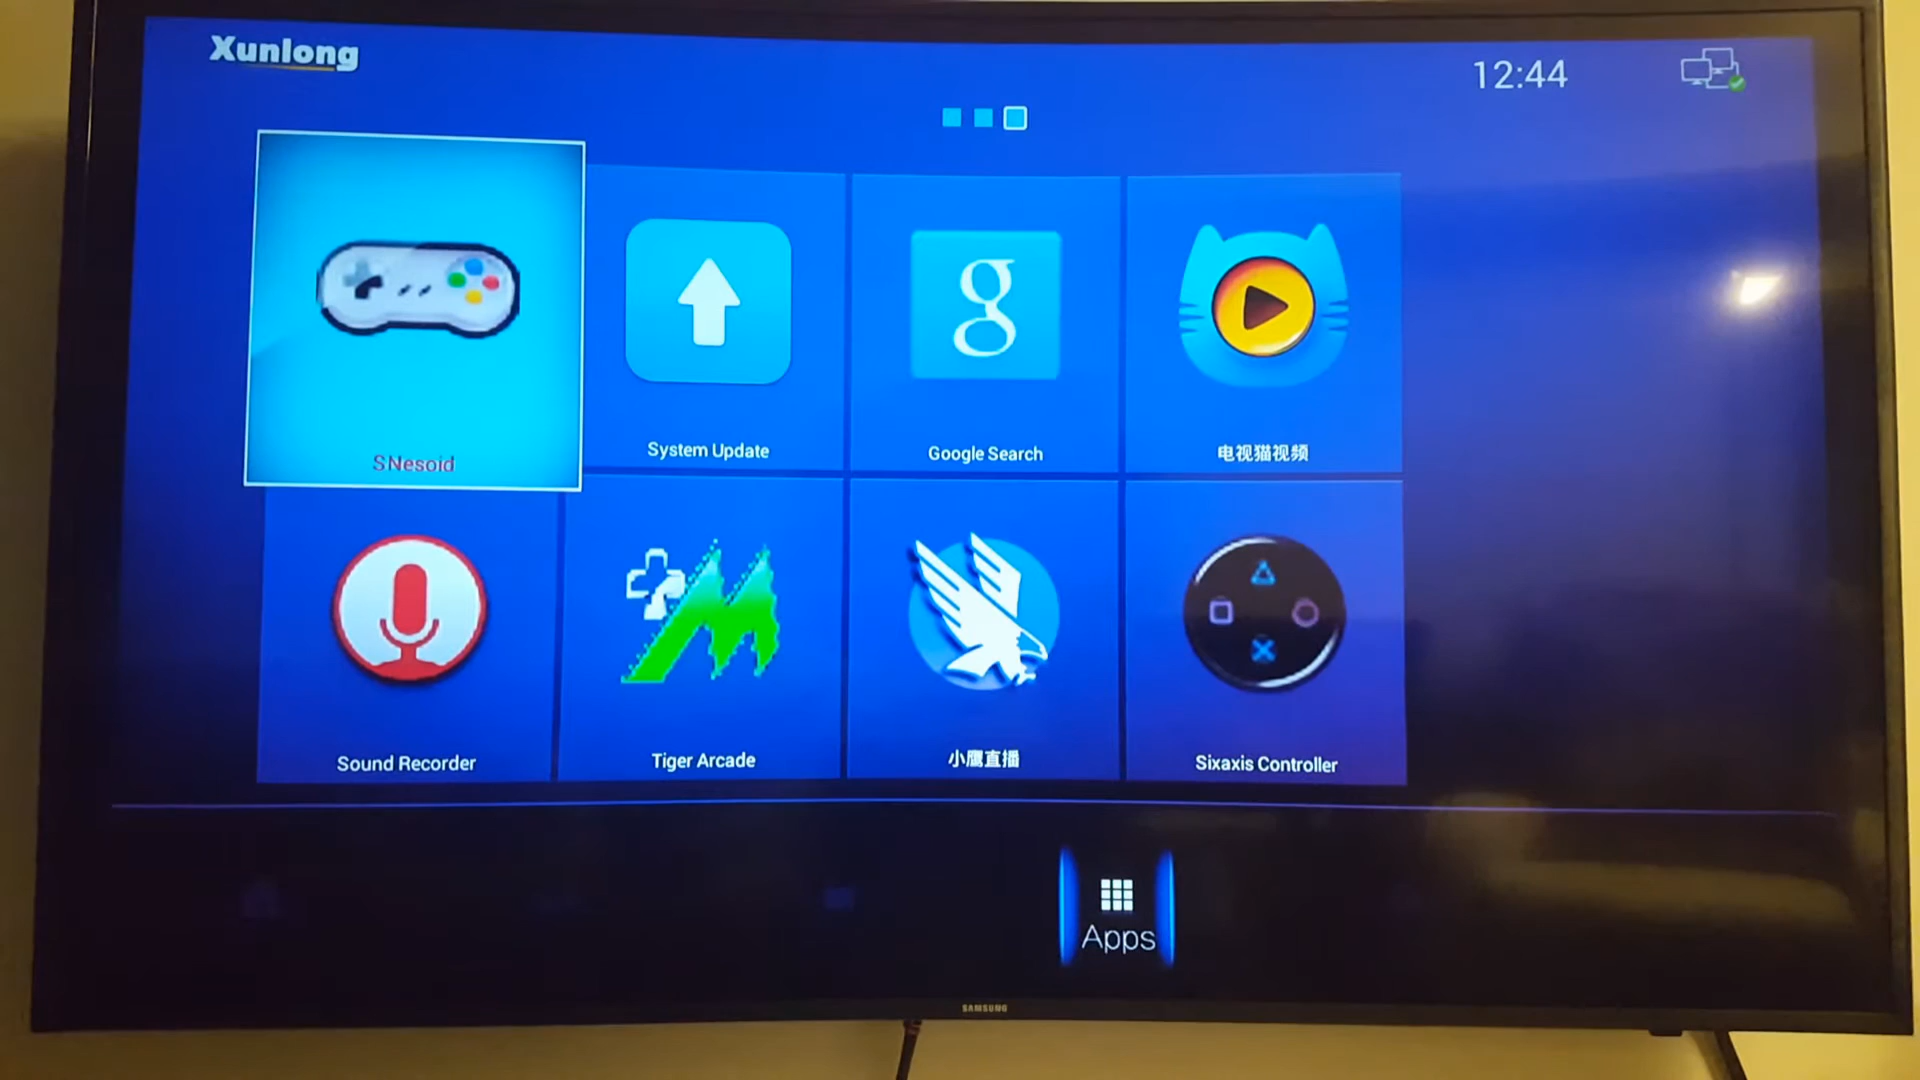 Xunlong
12:44
SNesoid
System Update
g
Google Search
电视猫视频
Sound Recorder
Tiger Arcade
小鹰直播
Sixaxis Controller
Apps
SAMSUNG